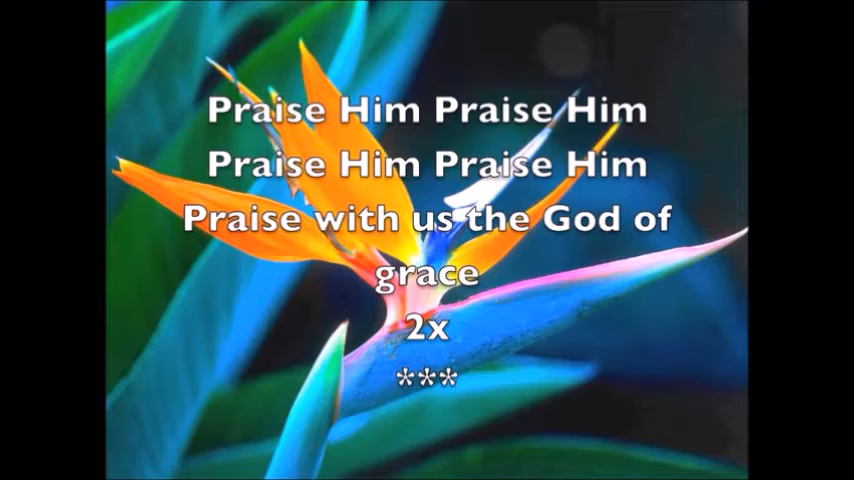 Praise Him Praise Him
Praise Him Praise Him
Praise with us the God of
grace
2x
***